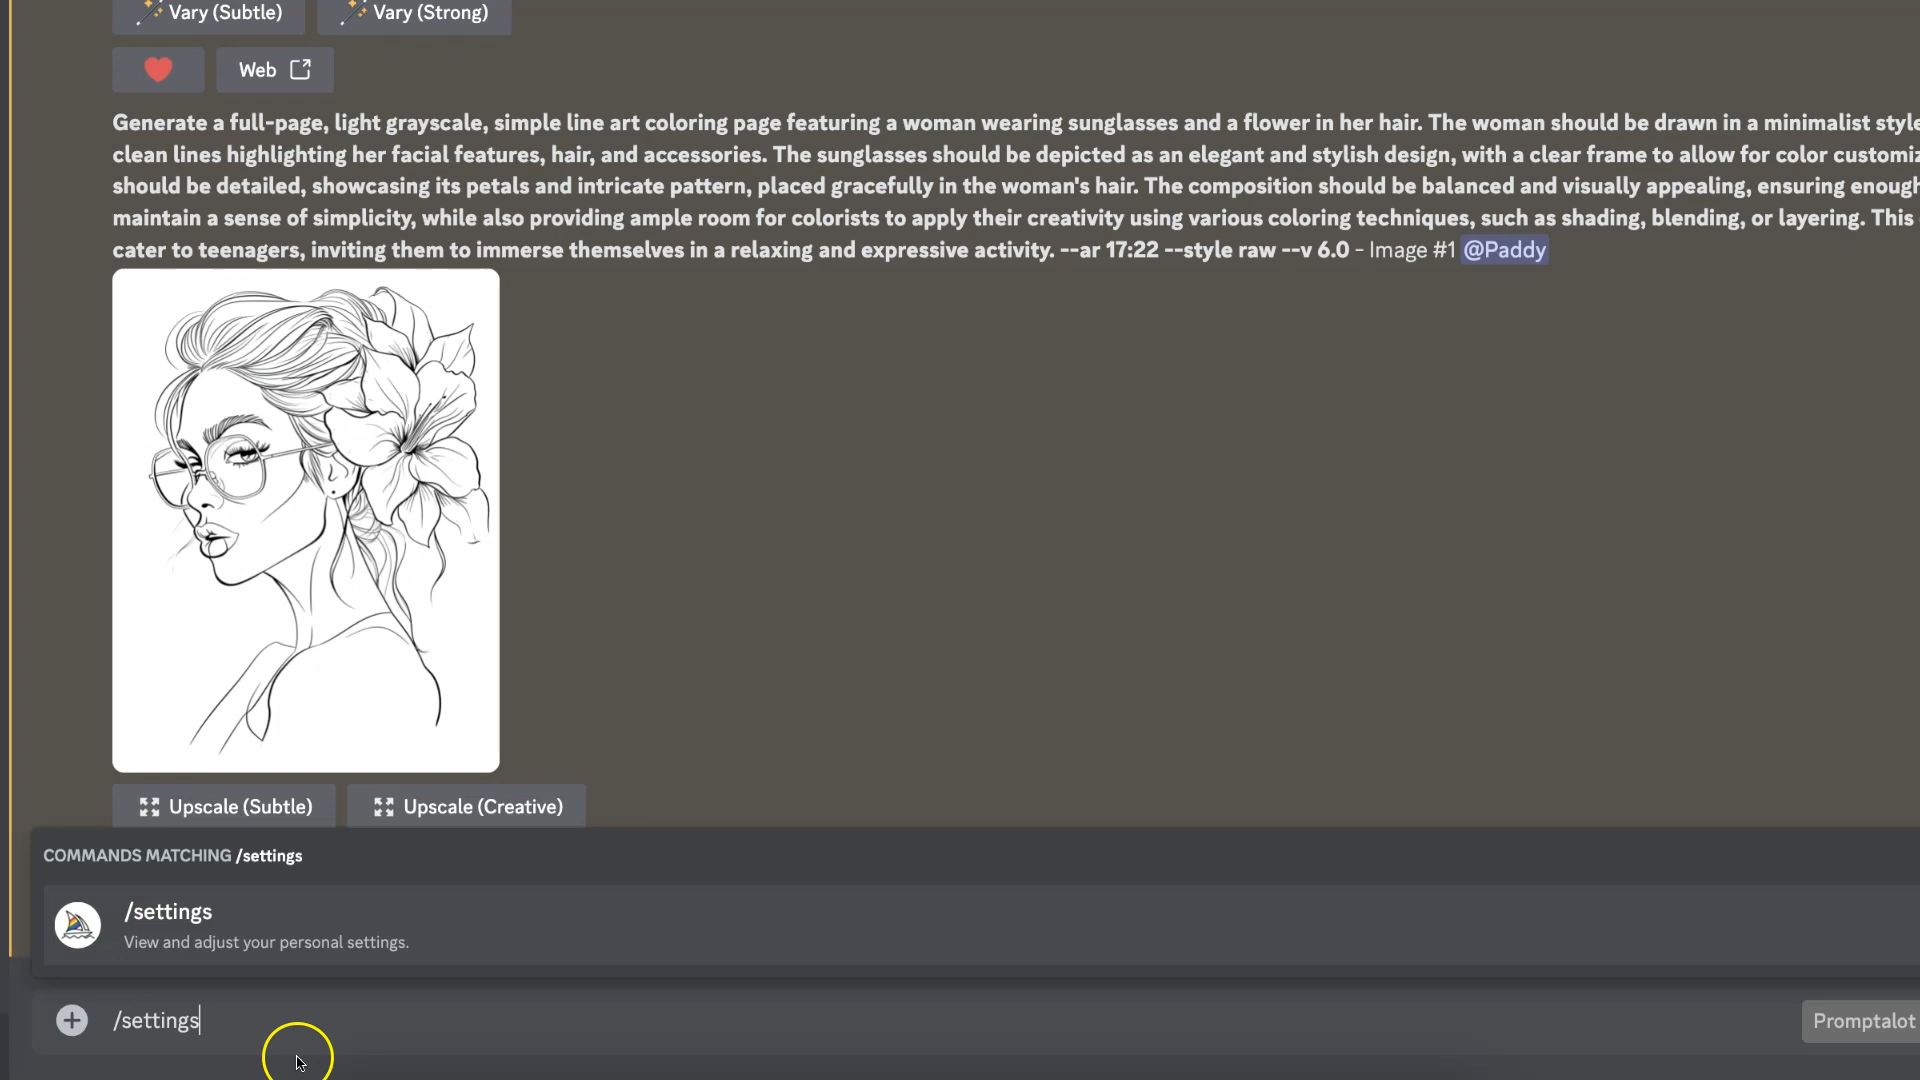 Vary (Subtle) Vary (Strong)
Web
Generate a full-page, light grayscale, simple line art coloring page featuring a woman wearing sunglasses and a flower in her hair. The woman should be drawn in a minimalist style
clean lines highlighting her facial features, hair, and accessories. The sunglasses should be depicted as an elegant and stylish design, with a clear frame to allow for color customiz
should be detailed, showcasing its petals and intricate pattern, placed gracefully in the woman's hair. The composition should be balanced and visually appealing, ensuring enough
maintain a sense of simplicity, while also providing ample room for colorists to apply their creativity using various coloring techniques, such as shading, blending, or layering. This
cater to teenagers, inviting them to immerse themselves in a relaxing and expressive activity. --ar 17:22 --style raw --v 6.0 - Image #1 @Paddy
Upscale (Subtle) Upscale (Creative)
COMMANDS MATCHING /settings
/settings
View and adjust your personal settings.
/settings
Promptalot